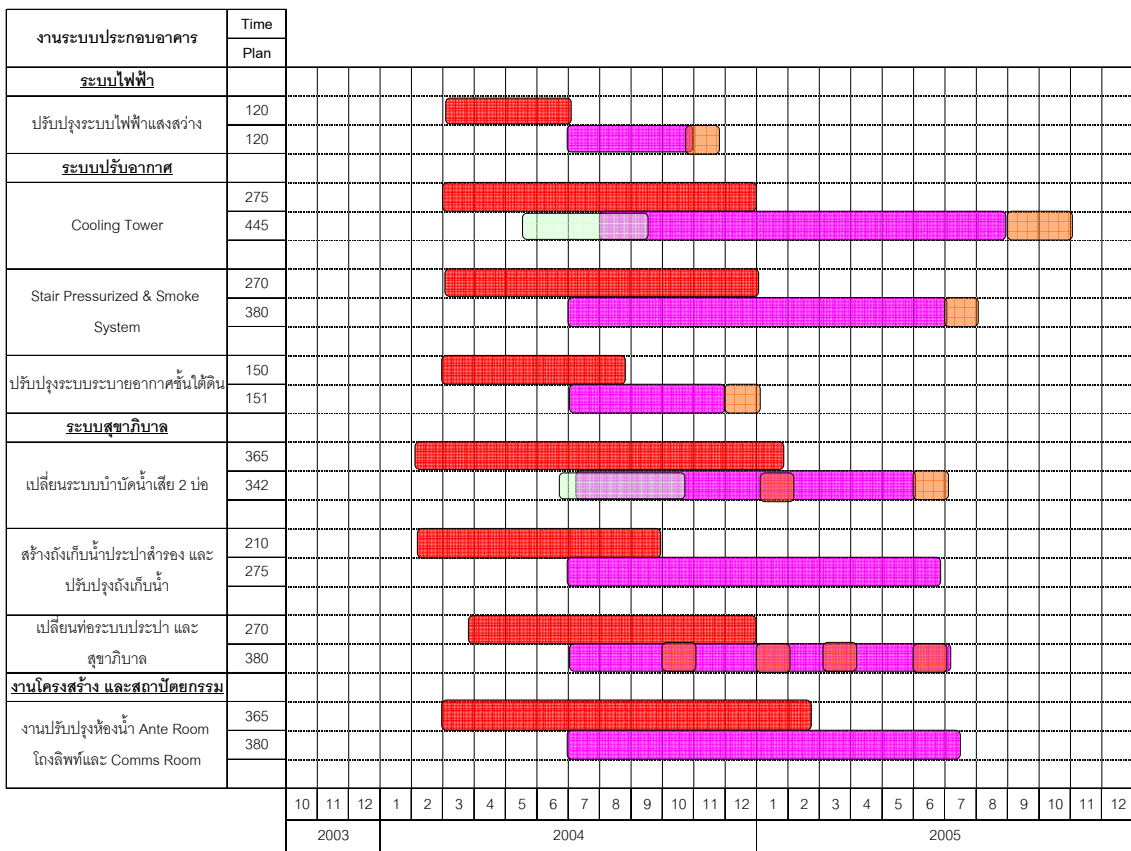 งานระบบประกอบอาคาร
Time
Plan
ระบบไฟฟ้า
ปรับปรุงระบบไฟฟ้าแสงสว่าง
120
120
ระบบปรับอากาศ
Cooling Tower
275
445
Stair Pressurized & Smoke
System
270
380
ปรับปรุงระบบระบายอากาศชั้นใต้ดิน
150
151
ระบบสุขาภิบาล
เปลี่ยนระบบบำบัดน้ำเสีย 2 บ่อ
365
342
สร้างถังเก็บน้ำประปาสำรอง และ
ปรับปรุงถังเก็บน้ำ
210
275
เปลี่ยนท่อระบบประปา และ
สุขาภิบาล
270
380
งานโครงสร้าง และสถาปัตยกรรม
งานปรับปรุงห้องน้ำ Ante Room
โถงลิฟท์และ Comms Room
365
380
10 11 12 1 2 3 4 5 6 7 8 9 10 11 12 1 2 3 4 5 6 7 8 9 10 11 12
2003 2004 2005